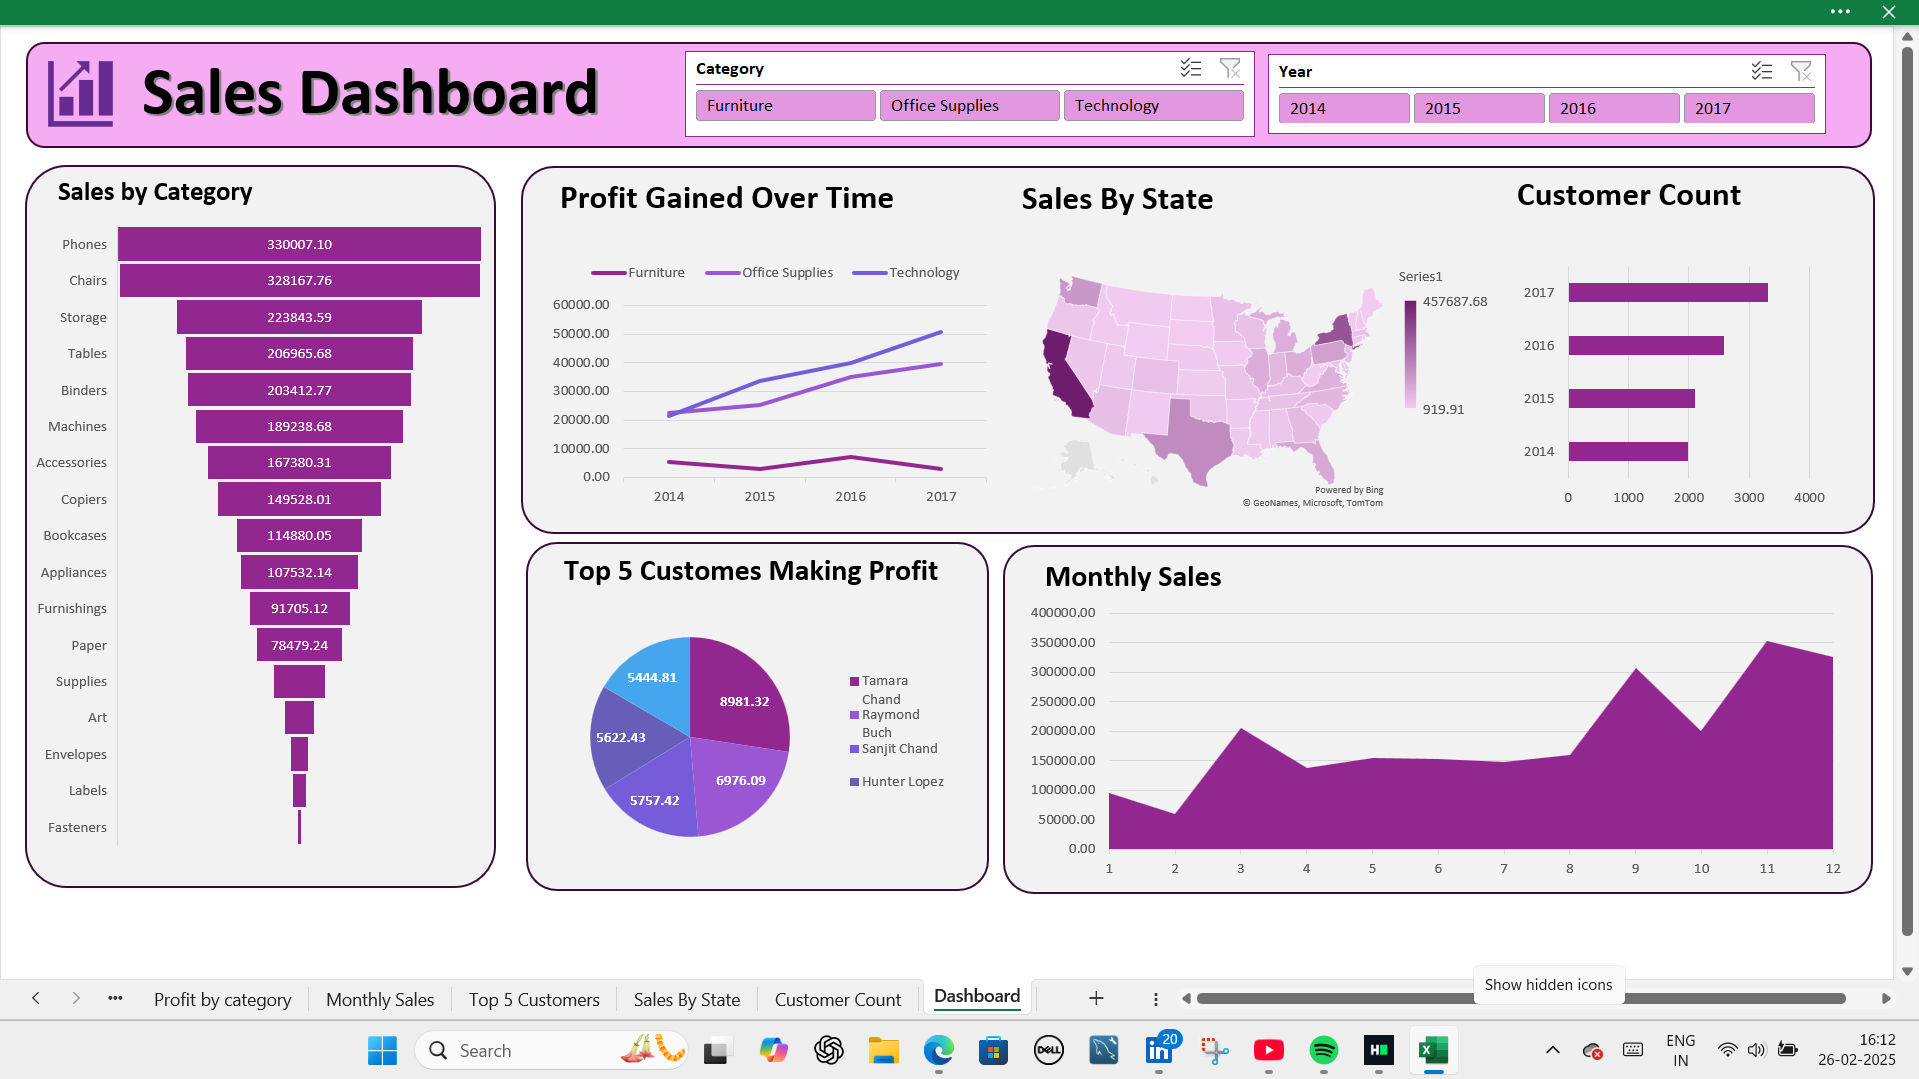 Sales Dashboard
Category
Furniture
Office Supplies
Technology
Year
2014
2015
2016
2017
Sales by Category
Phones 330007.10
Chairs 328167.76
Storage 223843.59
Tables 206965.68
Binders 203412.77
Machines 189238.68
Accessories 167380.31
Copiers 149528.01
Bookcases 114880.05
Appliances 107532.14
Furnishings 91705.12
Paper 78479.24
Supplies
Art
Envelopes
Labels
Fasteners
Profit Gained Over Time
Furniture Office Supplies Technology
60000.00
50000.00
40000.00
30000.00
20000.00
10000.00
0.00
2014 2015 2016 2017
Sales By State
Series1
457687.68
919.91
Powered by Bing
© GeoNames, Microsoft, TomTom
Customer Count
2017
2016
2015
2014
0 1000 2000 3000 4000
Top 5 Customes Making Profit
5444.81
8981.32
5622.43
6976.09
5757.42
Tamara
Chand
Raymond
Buch
Sanjit Chand
Hunter Lopez
Monthly Sales
400000.00
350000.00
300000.00
250000.00
200000.00
150000.00
100000.00
50000.00
0.00
1 2 3 4 5 6 7 8 9 10 11 12
Show hidden icons
Profit by category Monthly Sales Top 5 Customers Sales By State Customer Count Dashboard
Search
DELL
20
ENG
IN
16:12
26-02-2025